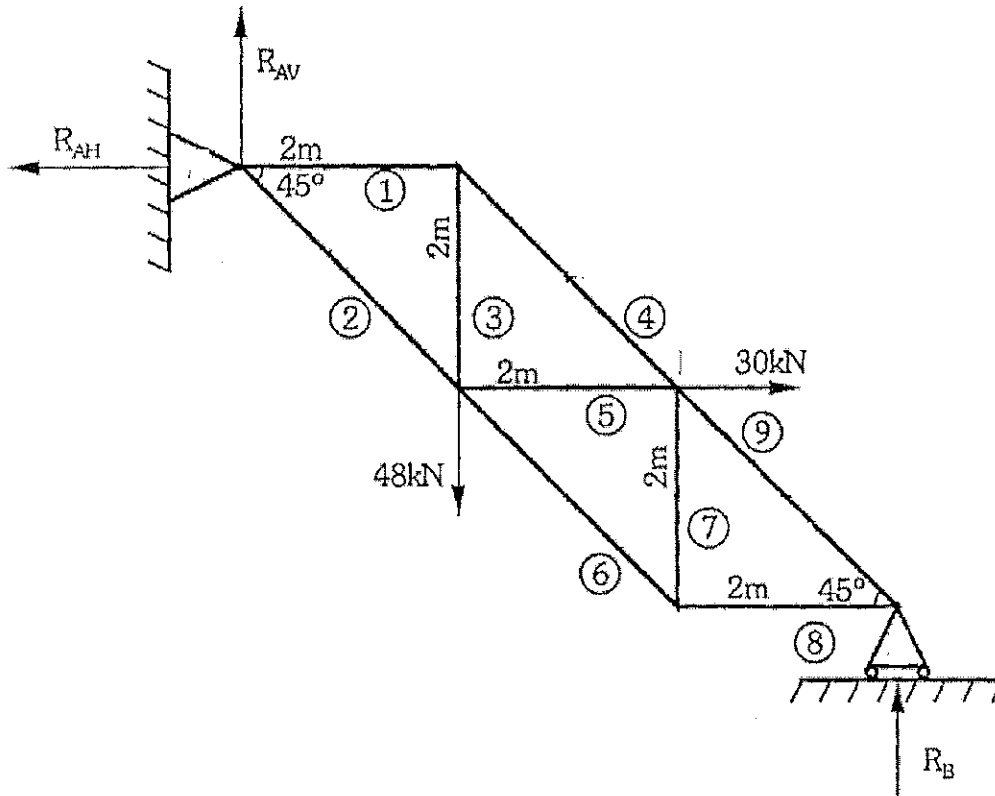 R_AV
R_AH
2m
45°
①
2m
②
③
④
2m
30kN
⑤
⑨
48kN
2m
⑦
⑥
2m
45°
⑧
R_B